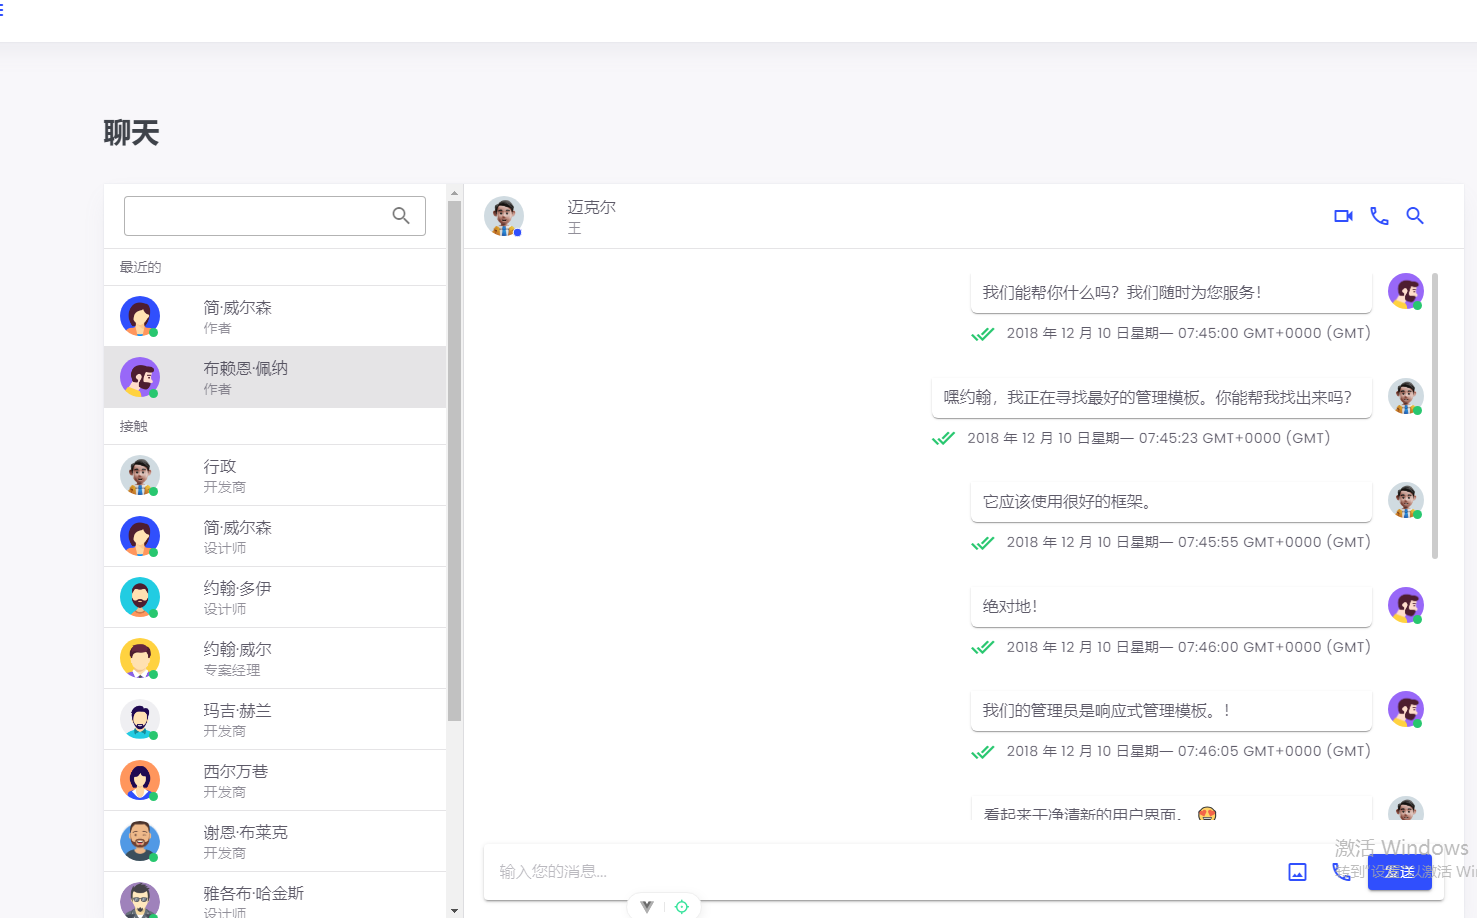 聊天
最近的
简·威尔森
作者
布赖恩·佩纳
作者
接触
行政
开发商
简·威尔森
设计师
约翰·多伊
设计师
约翰·威尔
专案经理
玛吉·赫兰
开发商
西尔万巷
开发商
谢恩·布莱克
开发商
雅各布·哈金斯
设计师
迈克尔
王
我们能帮你什么吗？我们随时为您服务！
2018 年 12 月 10 日星期一 07:45:00 GMT+0000 (GMT)
嘿约翰，我正在寻找最好的管理模板。你能帮我找出来吗？
2018 年 12 月 10 日星期一 07:45:23 GMT+0000 (GMT)
它应该使用很好的框架。
2018 年 12 月 10 日星期一 07:45:55 GMT+0000 (GMT)
绝对地！
2018 年 12 月 10 日星期一 07:46:00 GMT+0000 (GMT)
我们的管理员是响应式管理模板。！
2018 年 12 月 10 日星期一 07:46:05 GMT+0000 (GMT)
看起来干净清新的用户界面。 😍
输入您的消息...
发送
激活 Windows
转到"设置"以激活 Win